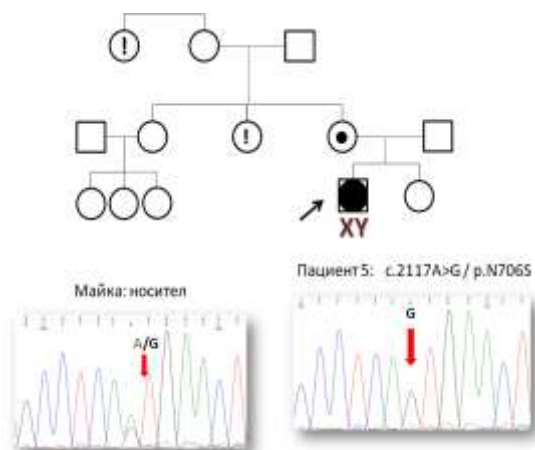 !
!
XY
Пациент 5: c.2117A>G / p.N706S
Майка: носител
G
A/G